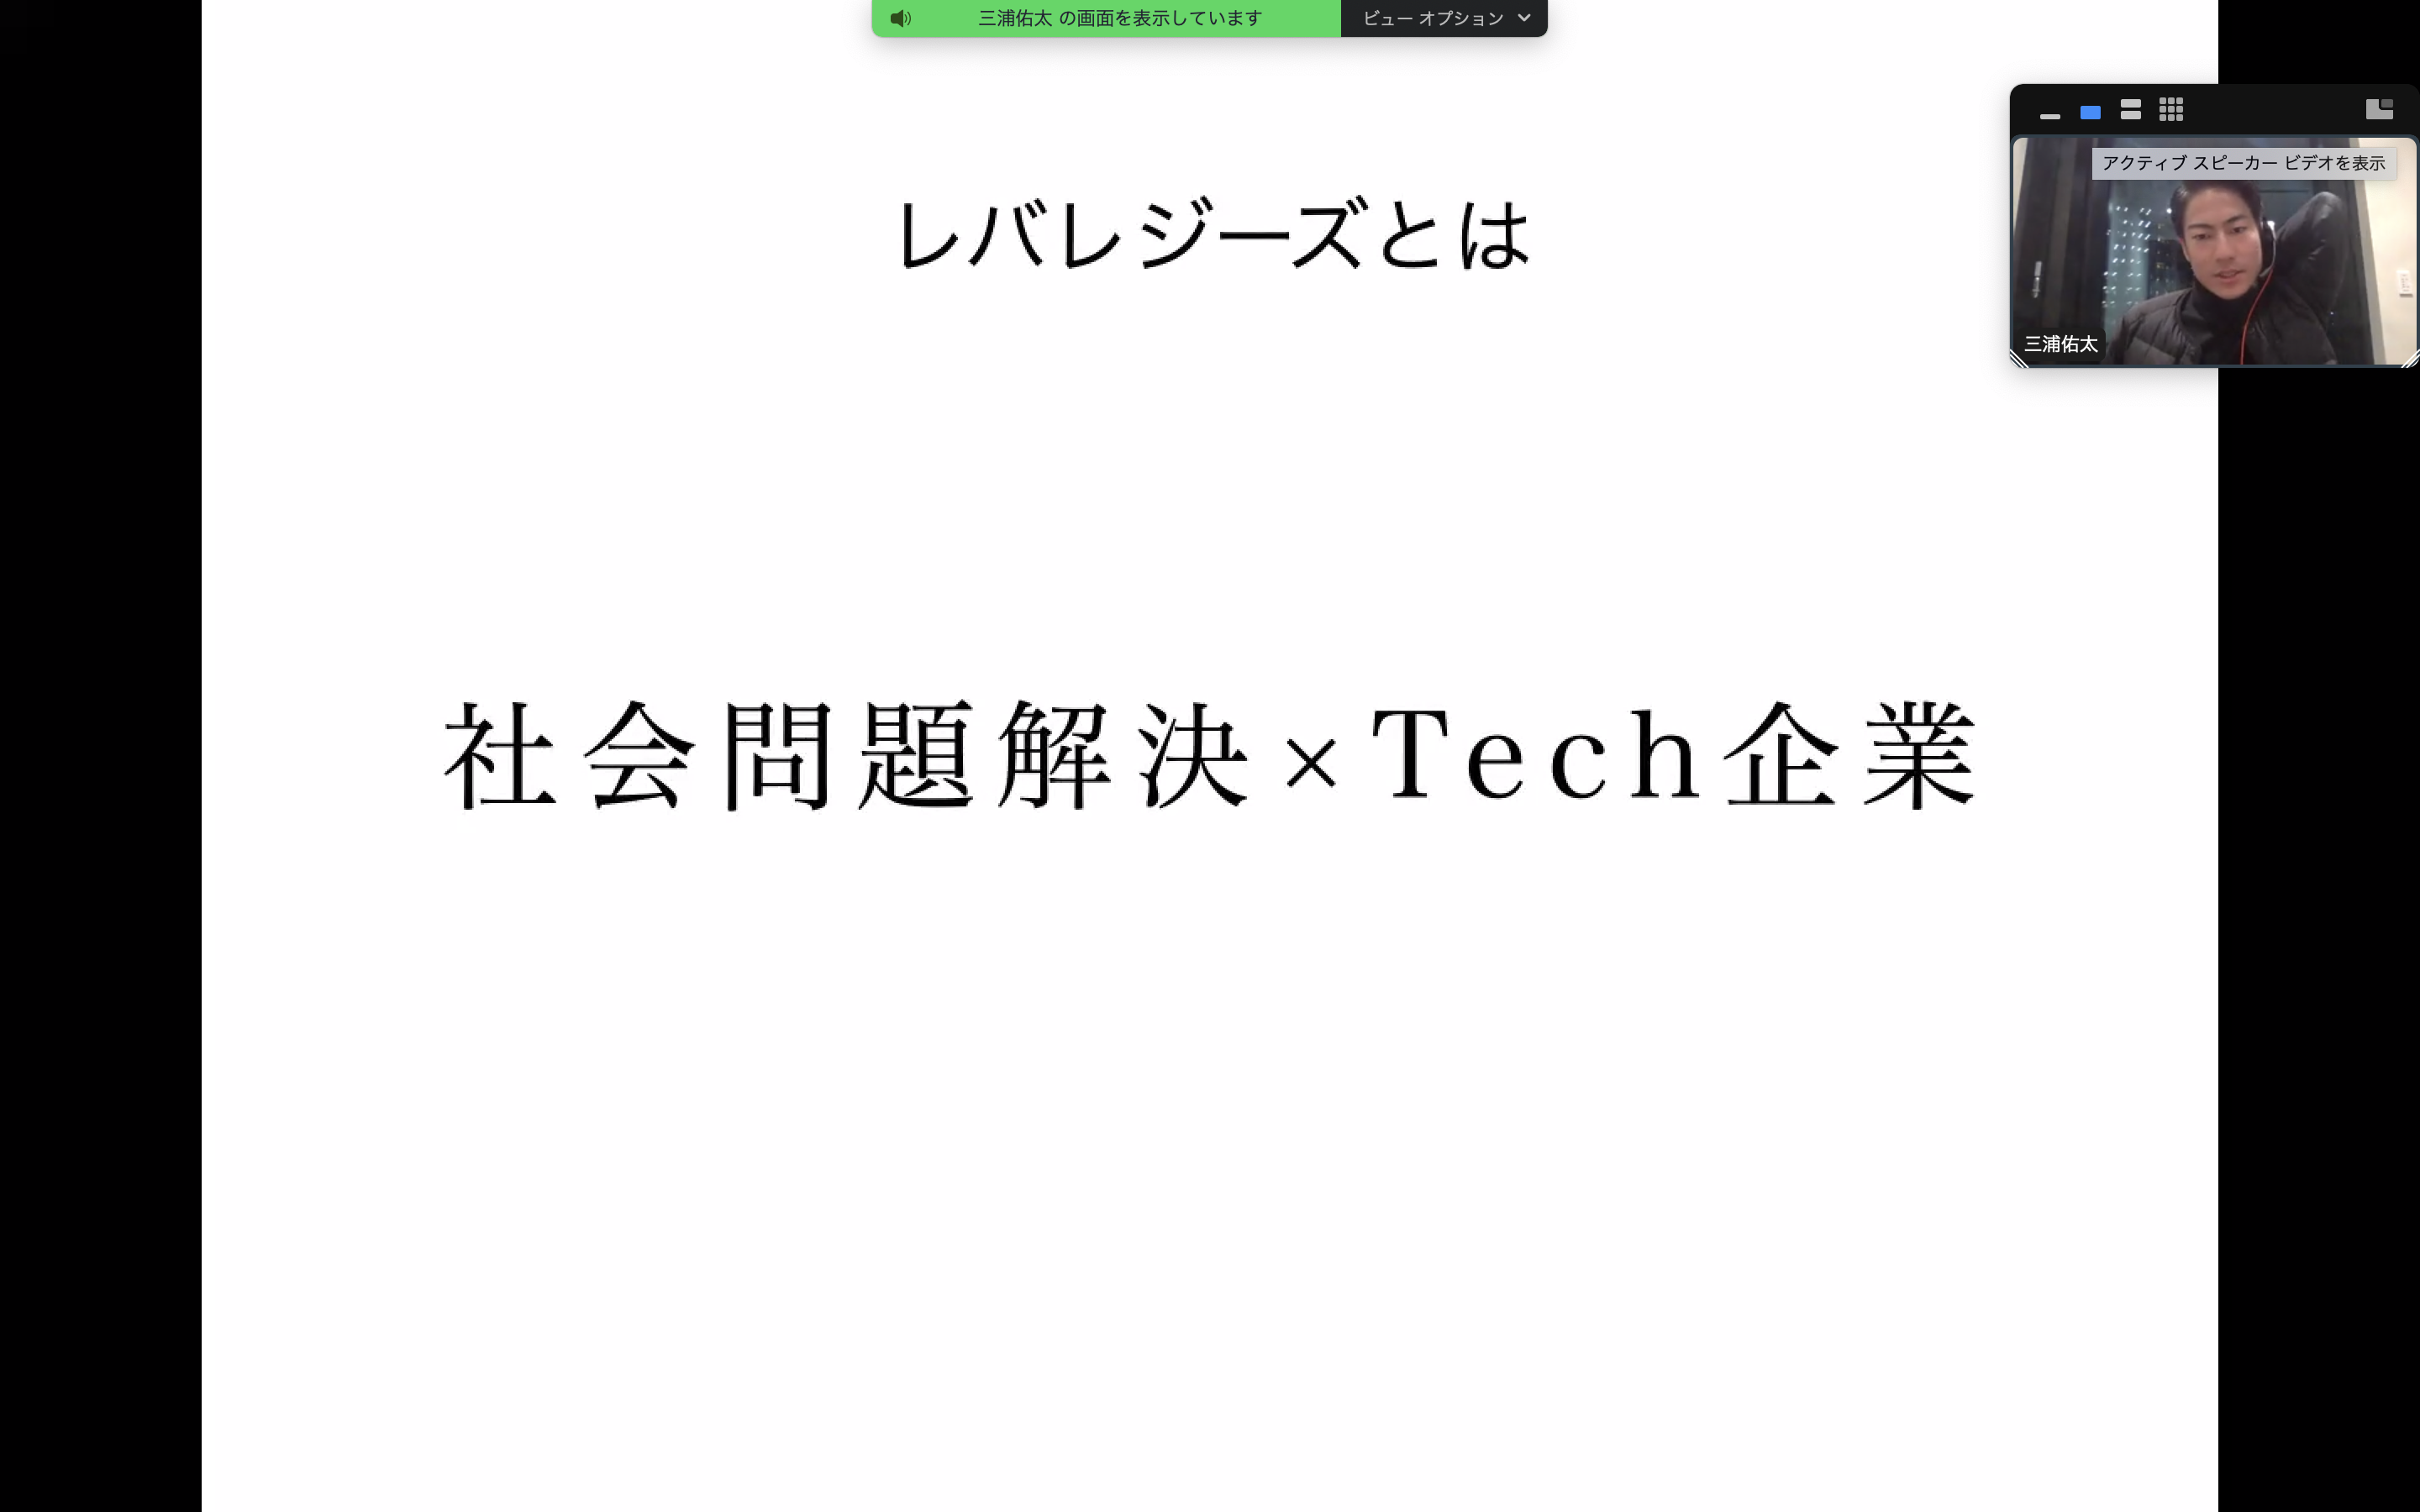 三浦佑太 の画面を表示しています
ビュー オプション
アクティブ スピーカー ビデオを表示
三浦佑太
レバレジーズとは
社会問題解決×Tech企業